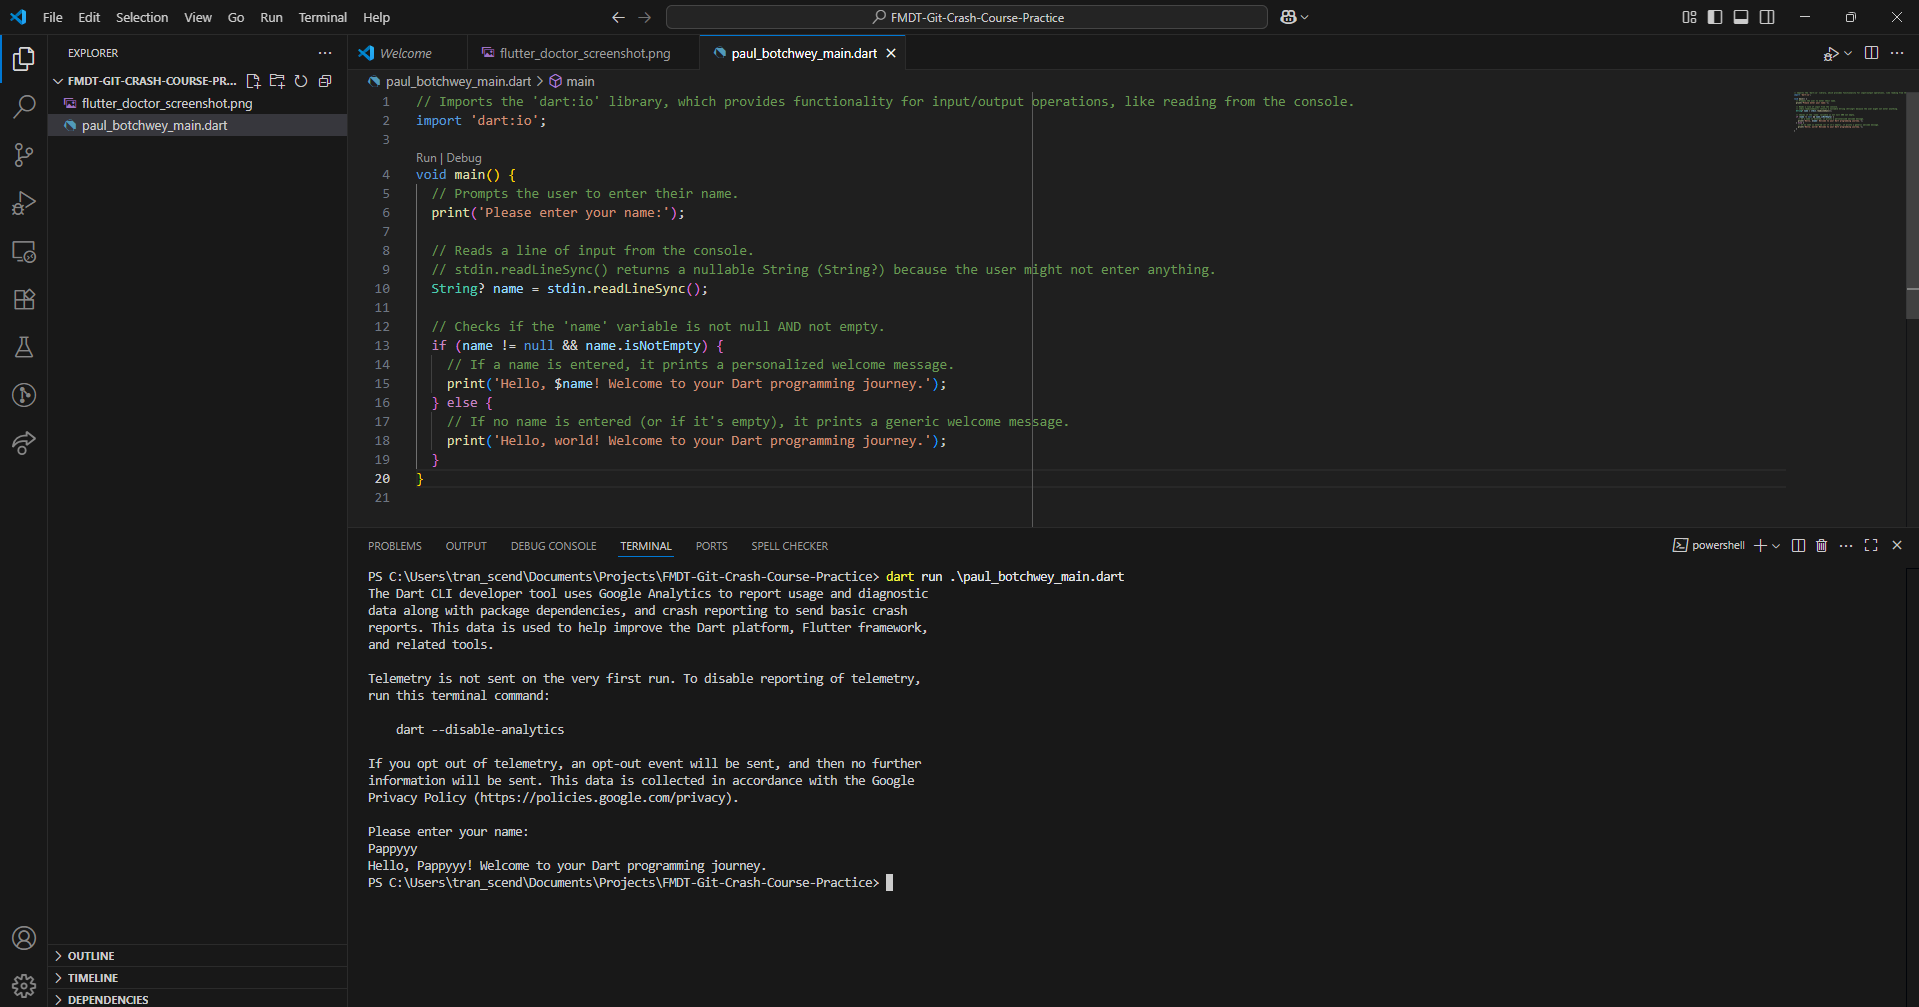 File Edit Selection View Go Run Terminal Help
FMDT-Git-Crash-Course-Practice
EXPLORER
FMDT-GIT-CRASH-COURSE-PR...
flutter_doctor_screenshot.png
paul_botchwey_main.dart
OUTLINE
TIMELINE
DEPENDENCIES
Welcome
flutter_doctor_screenshot.png
paul_botchwey_main.dart
paul_botchwey_main.dart > main
1 // Imports the 'dart:io' library, which provides functionality for input/output operations, like reading from the console.
2 import 'dart:io';
3
Run | Debug
4 void main() {
5 // Prompts the user to enter their name.
6 print('Please enter your name:');
7
8 // Reads a line of input from the console.
9 // stdin.readLineSync() returns a nullable String (String?) because the user might not enter anything.
10 String? name = stdin.readLineSync();
11
12 // Checks if the 'name' variable is not null AND not empty.
13 if (name != null && name.isNotEmpty) {
14 // If a name is entered, it prints a personalized welcome message.
15 print('Hello, $name! Welcome to your Dart programming journey.');
16 } else {
17 // If no name is entered (or if it's empty), it prints a generic welcome message.
18 print('Hello, world! Welcome to your Dart programming journey.');
19 }
20 }
21
PROBLEMS OUTPUT DEBUG CONSOLE TERMINAL PORTS SPELL CHECKER
powershell
PS C:\Users\tran_scend\Documents\Projects\FMDT-Git-Crash-Course-Practice> dart run .\paul_botchwey_main.dart
The Dart CLI developer tool uses Google Analytics to report usage and diagnostic
data along with package dependencies, and crash reporting to send basic crash
reports. This data is used to help improve the Dart platform, Flutter framework,
and related tools.
Telemetry is not sent on the very first run. To disable reporting of telemetry,
run this terminal command:
dart --disable-analytics
If you opt out of telemetry, an opt-out event will be sent, and then no further
information will be sent. This data is collected in accordance with the Google
Privacy Policy (https://policies.google.com/privacy).
Please enter your name:
Pappyyy
Hello, Pappyyy! Welcome to your Dart programming journey.
PS C:\Users\tran_scend\Documents\Projects\FMDT-Git-Crash-Course-Practice>